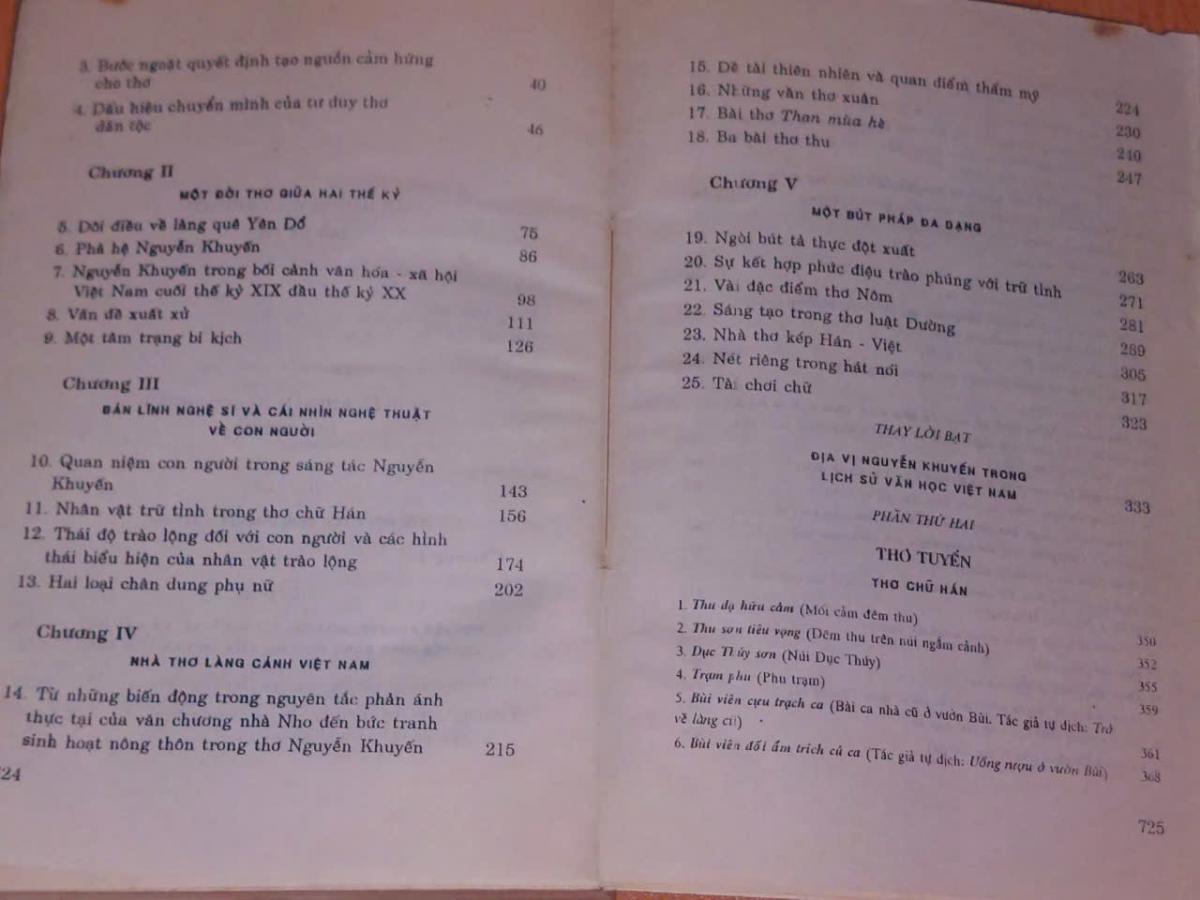 3. Bước ngoặt quyết định tạo nguồn cảm hứng
cho thơ 40
4. Dấu hiệu chuyển mình của tư duy thơ
dân tộc 46
Chương II
MỘT ĐỜI THƠ GIỮA HAI THẾ KỶ
5. Đôi điều về làng quê Yên Đổ 75
6. Phả hệ Nguyễn Khuyến 86
7. Nguyễn Khuyến trong bối cảnh văn hóa - xã hội
Việt Nam cuối thế kỷ XIX đầu thế kỷ XX 98
8. Vấn đề xuất xử 111
9. Một tâm trạng bi kịch 126
Chương III
BẢN LĨNH NGHỆ SĨ VÀ CÁI NHÌN NGHỆ THUẬT
VỀ CON NGƯỜI
10. Quan niệm con người trong sáng tác Nguyễn
Khuyến 143
11. Nhân vật trữ tình trong thơ chữ Hán 156
12. Thái độ trào lộng đối với con người và các hình
thái biểu hiện của nhân vật trào lộng 174
13. Hai loại chân dung phụ nữ 202
Chương IV
NHÀ THƠ LÀNG CẢNH VIỆT NAM
14. Từ những biến động trong nguyên tắc phản ánh
thực tại của văn chương nhà Nho đến bức tranh
sinh hoạt nông thôn trong thơ Nguyễn Khuyến 215
724
15. Đề tài thiên nhiên và quan điểm thẩm mỹ 224
16. Những vần thơ xuân 230
17. Bài thơ Than mùa hè 240
18. Ba bài thơ thu 247
Chương V
MỘT BÚT PHÁP ĐA DẠNG
19. Ngòi bút tả thực đột xuất 263
20. Sự kết hợp phức điệu trào phúng với trữ tình 271
21. Vài đặc điểm thơ Nôm 281
22. Sáng tạo trong thơ luật Đường 289
23. Nhà thơ kép Hán - Việt 305
24. Nét riêng trong hát nói 317
25. Tài chơi chữ 323
THAY LỜI BẠT
ĐỊA VỊ NGUYỄN KHUYẾN TRONG
LỊCH SỬ VĂN HỌC VIỆT NAM 333
PHẦN THỨ HAI
THƠ TUYỂN
THƠ CHỮ HÁN
1. Thu dạ hữu cảm (Mối cảm đêm thu) 350
2. Thu sơn tiêu vọng (Đêm thu trên núi ngắm cảnh) 352
3. Dục Thúy sơn (Núi Dục Thúy) 355
4. Trạm phu (Phu trạm) 359
5. Bùi viên cựu trạch ca (Bài ca nhà cũ ở vườn Bùi. Tác giả tự dịch: Trở
về làng cũ) 361
6. Bùi viên đối ẩm trích cú ca (Tác giả tự dịch: Uống rượu ở vườn Bùi) 368
725